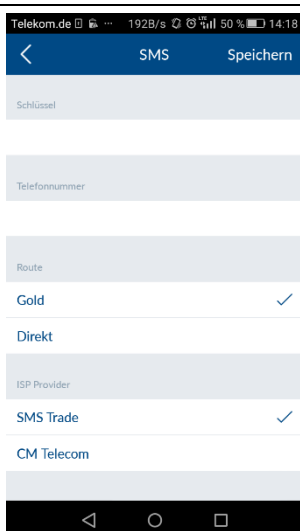 Telekom.de ... 192B/s LTE 50 % 14:18
SMS Speichern
Schlüssel
Telefonnummer
Route
Gold
Direkt
ISP Provider
SMS Trade
CM Telecom